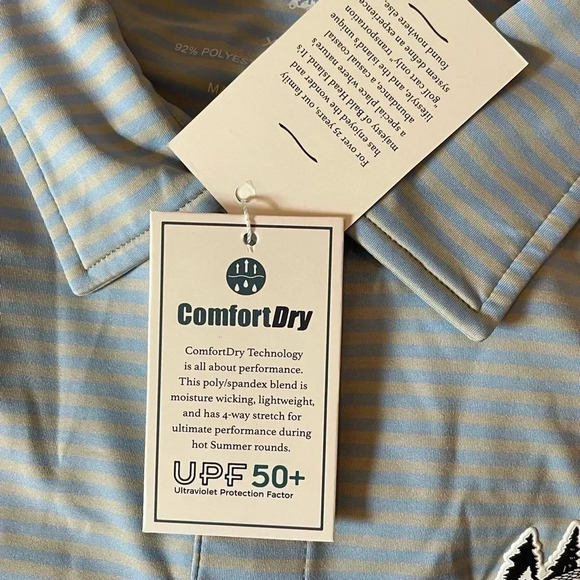 92% POLYES
M
For over 25 years, our family
has enjoyed the wonder and
majesty of Bald Head Island. It's
a special place where nature's
abundance, a casual, coastal
lifestyle, and the Island's unique
"golf cart only" transportation
system define an experience
found nowhere else.
ComfortDry
ComfortDry Technology
is all about performance.
This poly/spandex blend is
moisture wicking, lightweight,
and has 4-way stretch for
ultimate performance during
hot Summer rounds.
UPF 50+
Ultraviolet Protection Factor